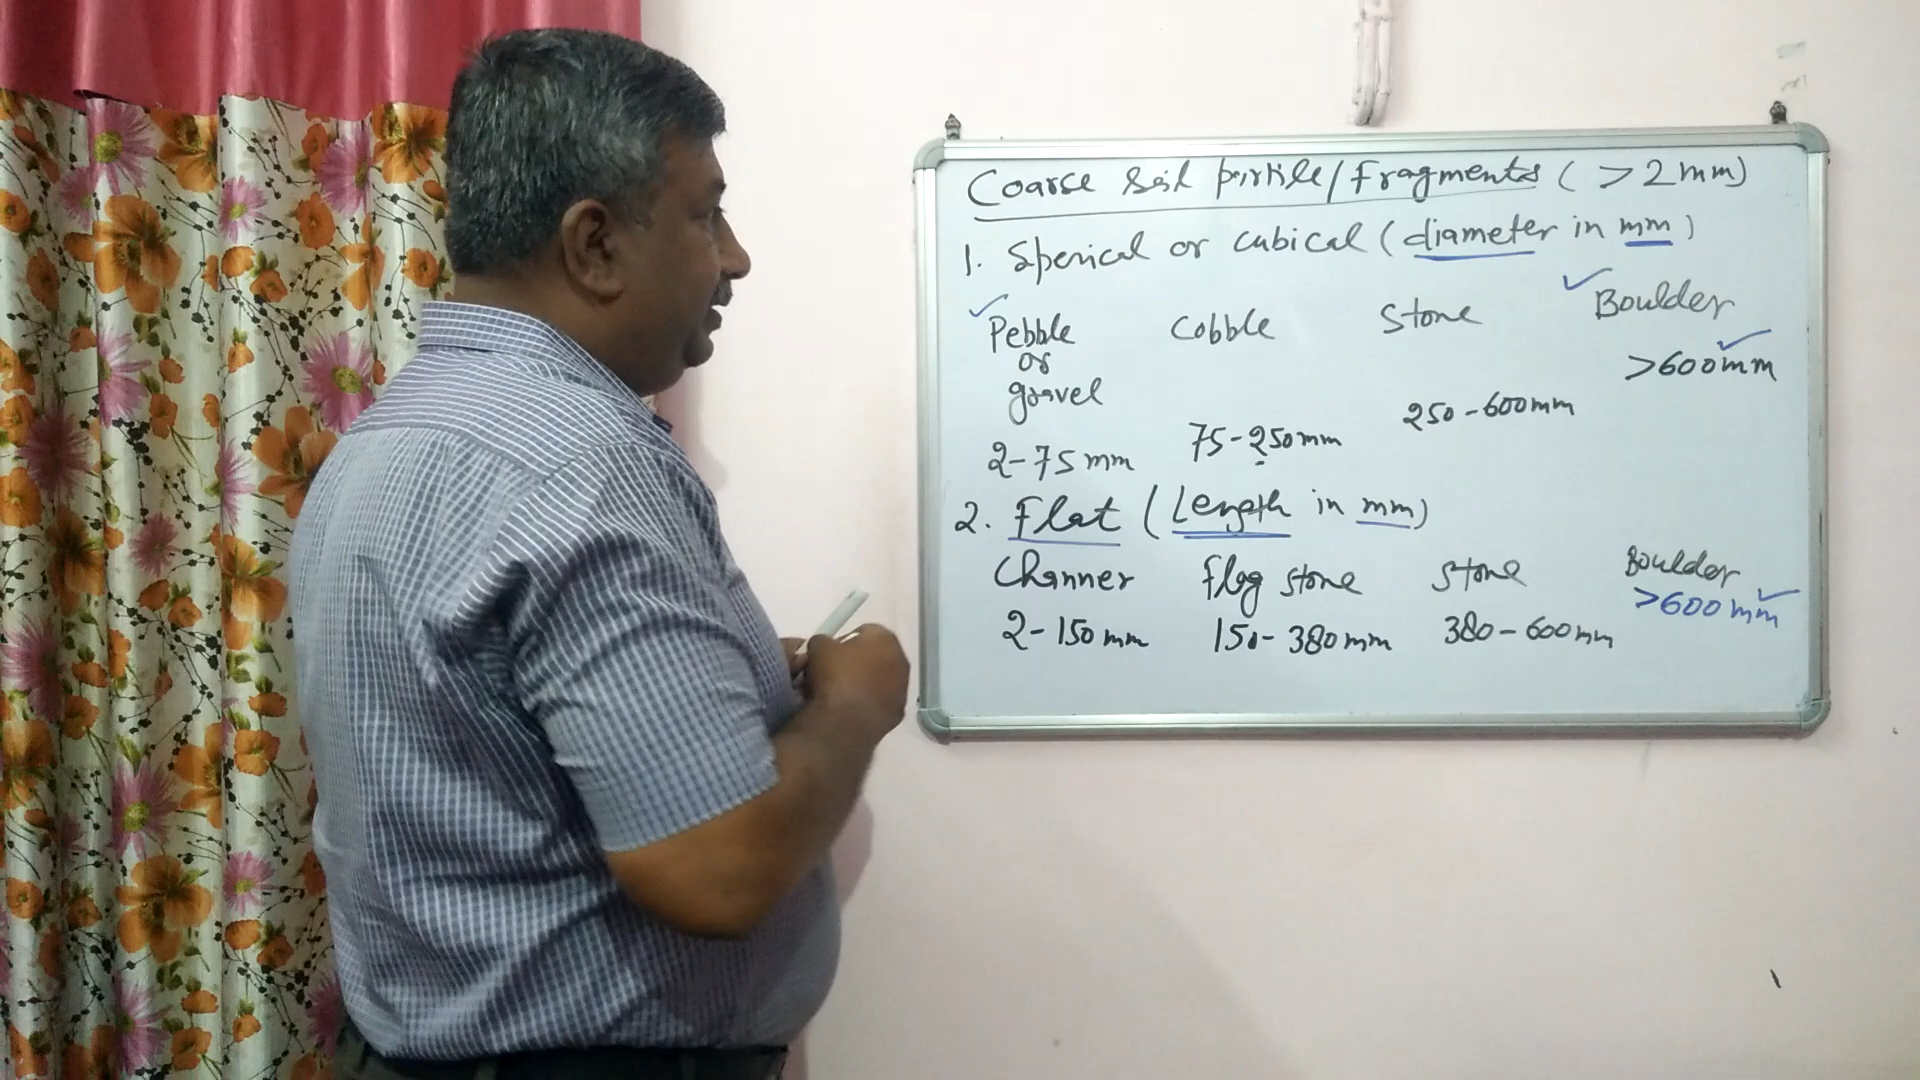 Coarse Soil partile/Fragments (>2mm)
1. Sperical or cubical (diameter in mm)
Pebble or gravel Cobble Stone Boulder
2-75mm 75-250mm 250-600mm >600mm
2. Flat (Length in mm)
Channer Flag stone Stone Boulder
2-150mm 150-380mm 380-600mm >600mm